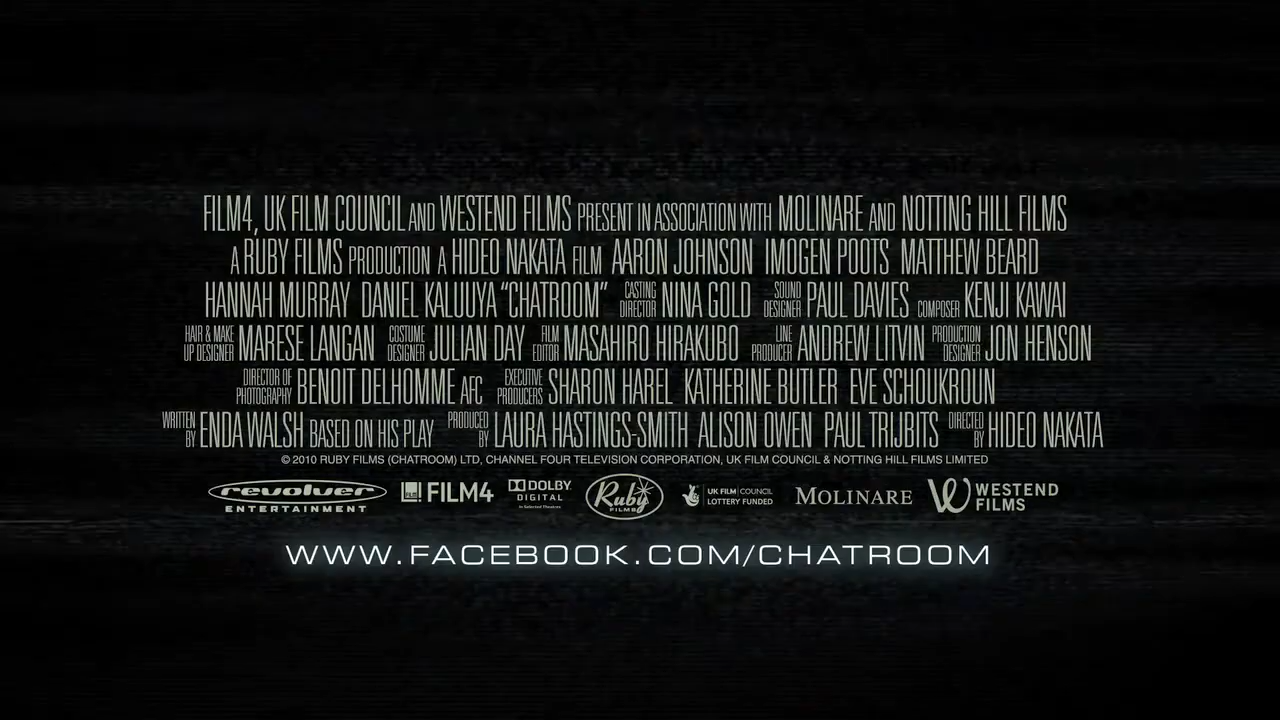 FILM4, UK FILM COUNCIL AND WESTEND FILMS PRESENT IN ASSOCIATION WITH MOLINARE AND NOTTING HILL FILMS
A RUBY FILMS PRODUCTION A HIDEO NAKATA FILM AARON JOHNSON IMOGEN POOTS MATTHEW BEARD
HANNAH MURRAY DANIEL KALUUYA “CHATROOM” CASTING DIRECTOR NINA GOLD SOUND DESIGNER PAUL DAVIES COMPOSER KENJI KAWAI
HAIR & MAKE UP DESIGNER MARESE LANGAN COSTUME DESIGNER JULIAN DAY FILM EDITOR MASAHIRO HIRAKUBO LINE PRODUCER ANDREW LITVIN PRODUCTION DESIGNER JON HENSON
DIRECTOR OF PHOTOGRAPHY BENOIT DELHOMME AFC EXECUTIVE PRODUCERS SHARON HAREL KATHERINE BUTLER EVE SCHOUKROUN
WRITTEN BY ENDA WALSH BASED ON HIS PLAY PRODUCED BY LAURA HASTINGS-SMITH ALISON OWEN PAUL TRIJBITS DIRECTED BY HIDEO NAKATA
© 2010 RUBY FILMS (CHATROOM) LTD, CHANNEL FOUR TELEVISION CORPORATION, UK FILM COUNCIL & NOTTING HILL FILMS LIMITED
revolver ENTERTAINMENT FILM4 FILM4 DOLBY DIGITAL In Selected Theatres Ruby FILMS UK FILM COUNCIL LOTTERY FUNDED MOLINARE WESTEND FILMS
WWW.FACEBOOK.COM/CHATROOM